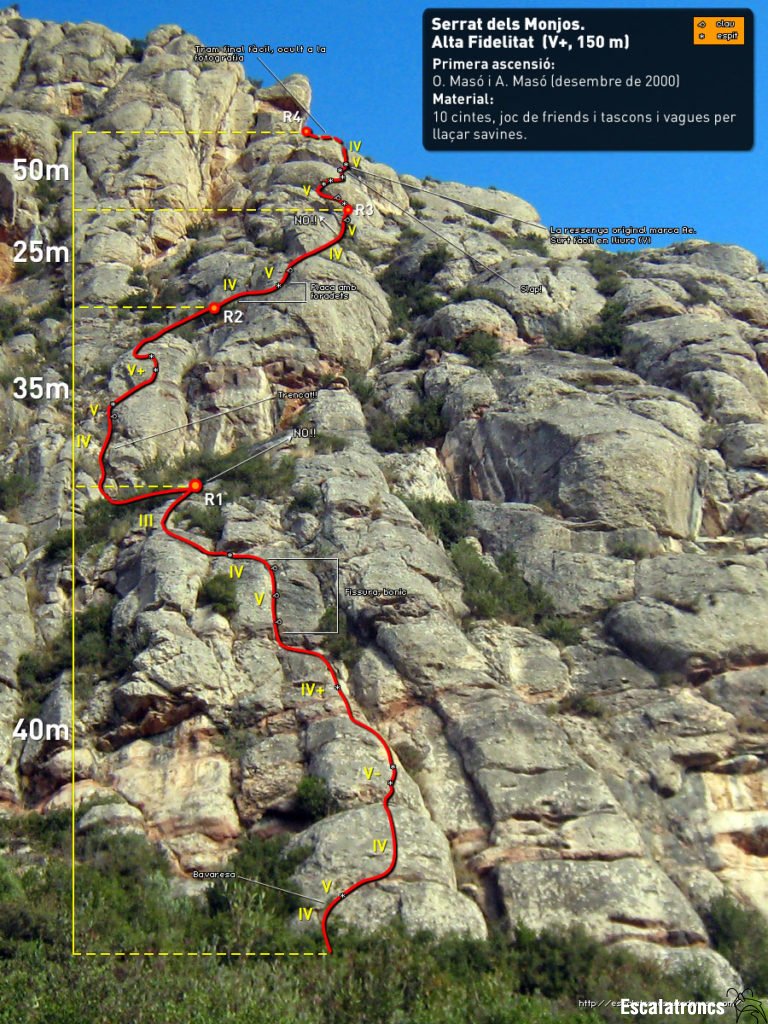 Serrat dels Monjos.
Alta Fidelitat (V+, 150 m)
clau
espit
Primera ascensió:
O. Masó i A. Masó (desembre de 2000)
Material:
10 cintes, joc de friends i tascons i vagues per
llaçar savines.
Tram final fàcil, ocult a la
fotografia
R4
IV
50m
V
V
R3
NO!!
V
La ressenya original marca Ae.
Surt fàcil en lliure (V)
IV
25m
V
IV
Placa amb
foradets
Slap!
R2
V+
35m
Trencat!!
V
IV
NO!!
R1
III
IV
V
Fissura, bonic
IV+
40m
V-
IV
Bavaresa
V
IV
Escalatroncs